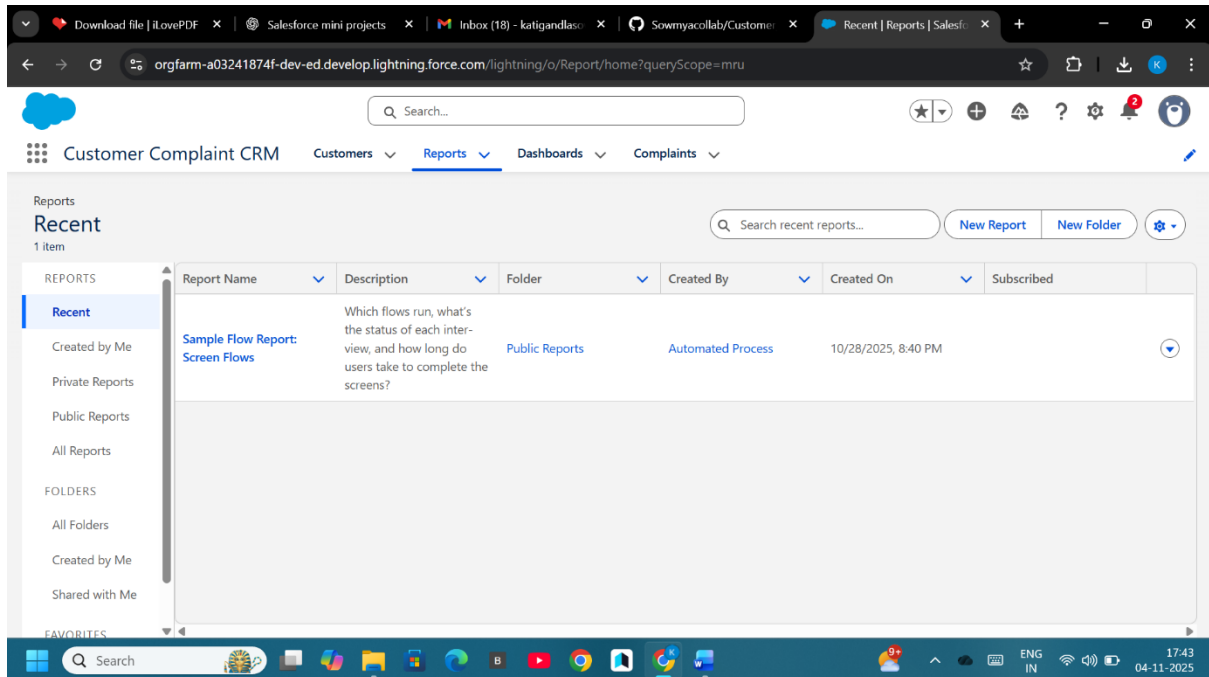 Download file | iLovePDF
Salesforce mini projects
Inbox (18) - katigandlaso
Sowmyacollab/Customer
Recent | Reports | Salesfo
orgfarm-a03241874f-dev-ed.develop.lightning.force.com/lightning/o/Report/home?queryScope=mru
K
Search...
2
Customer Complaint CRM
Customers
Reports
Dashboards
Complaints
Reports
Recent
1 item
Search recent reports...
New Report
New Folder
REPORTS
Recent
Created by Me
Private Reports
Public Reports
All Reports
FOLDERS
All Folders
Created by Me
Shared with Me
FAVORITES
Report Name
Description
Folder
Created By
Created On
Subscribed
Sample Flow Report:
Screen Flows
Which flows run, what's
the status of each inter-
view, and how long do
users take to complete the
screens?
Public Reports
Automated Process
10/28/2025, 8:40 PM
Search
B
K
9+
ENG
IN
17:43
04-11-2025